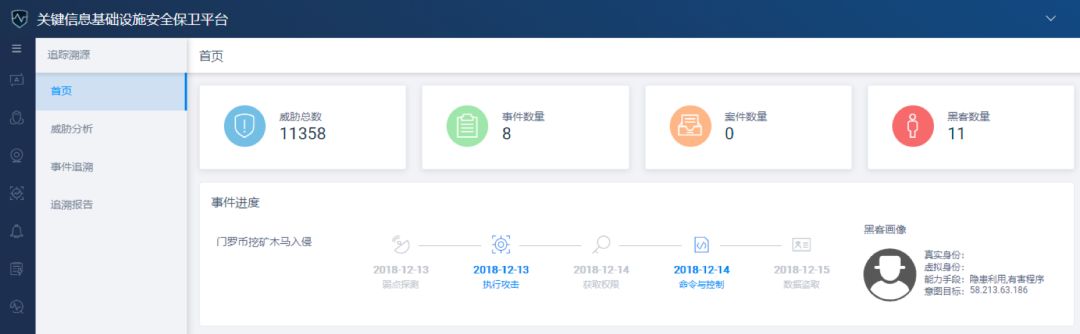 关键信息基础设施安全保卫平台
追踪溯源
首页
威胁分析
事件追溯
追溯报告
首页
威胁总数
11358
事件数量
8
案件数量
0
黑客数量
11
事件进度
门罗币挖矿木马入侵
2018-12-13
弱点探测
2018-12-13
执行攻击
2018-12-14
获取权限
2018-12-14
命令与控制
2018-12-15
数据盗取
黑客画像
真实身份：
虚拟身份：
能力手段：隐患利用,有害程序
意图目标：58.213.63.186